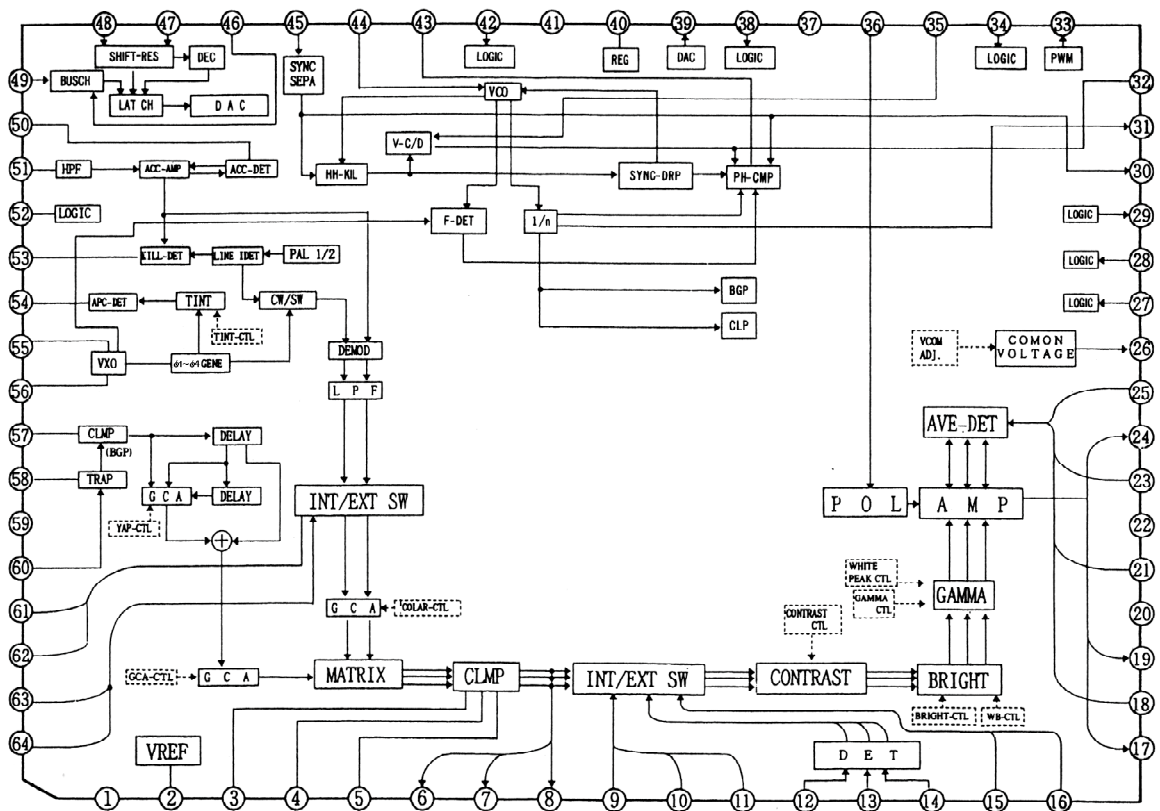 48 47 46 45 44 43 42 41 40 39 38 37 36 35 34 33
SHIFT-RES DEC SYNC SEPA LOGIC REG DAC LOGIC LOGIC PWM
49 BUSCH 32
LAT CH D A C VCO
50 31
V-C/D
51 HPF ACC-AMP ACC-DET HH-KIL SYNC-DRP PH-CMP 30
52 LOGIC F-DET 1/n LOGIC 29
53 KILL-DET LINE IDET PAL 1/2 LOGIC 28
BGP
54 APC-DET TINT CW/SW LOGIC 27
TINT-CTL CLP
55 VCOM ADJ. COMON VOLTAGE 26
VXO GENE DEMOD
56 L P F 25
57 CLMP DELAY AVE-DET 24
(BGP)
58 TRAP 23
G C A DELAY INT/EXT SW P O L A M P
59 YAP-CTL 22
+
60 WHITE PEAK CTL 21
61 G C A COLAR-CTL GAMMA CTL GAMMA 20
CONTRAST CTL
62 19
GCA-CTL G C A MATRIX CLMP INT/EXT SW CONTRAST BRIGHT
63 BRIGHT-CTL WB-CTL 18
64 VREF D E T 17
1 2 3 4 5 6 7 8 9 10 11 12 13 14 15 16